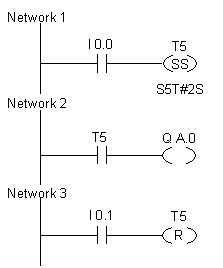 Network 1
I 0.0
T5
SS
S5T#2S
Network 2
T5
Q A.0
Network 3
I 0.1
T5
R